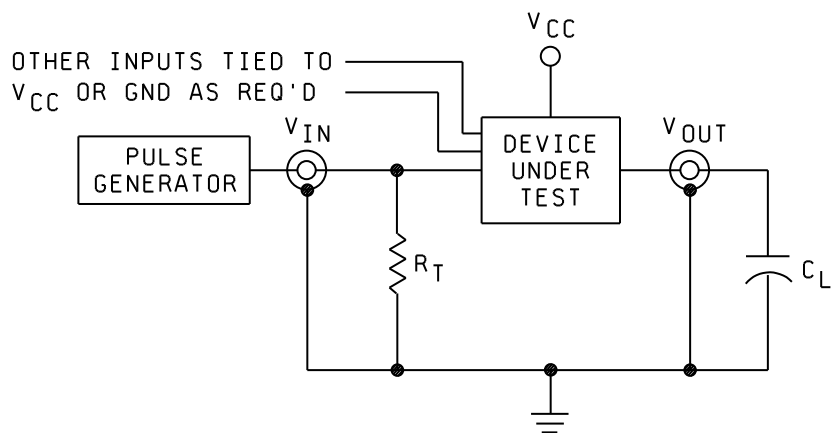 VCC
OTHER INPUTS TIED TO
VCC OR GND AS REQ'D
VIN
VOUT
PULSE
GENERATOR
DEVICE
UNDER
TEST
RT
CL